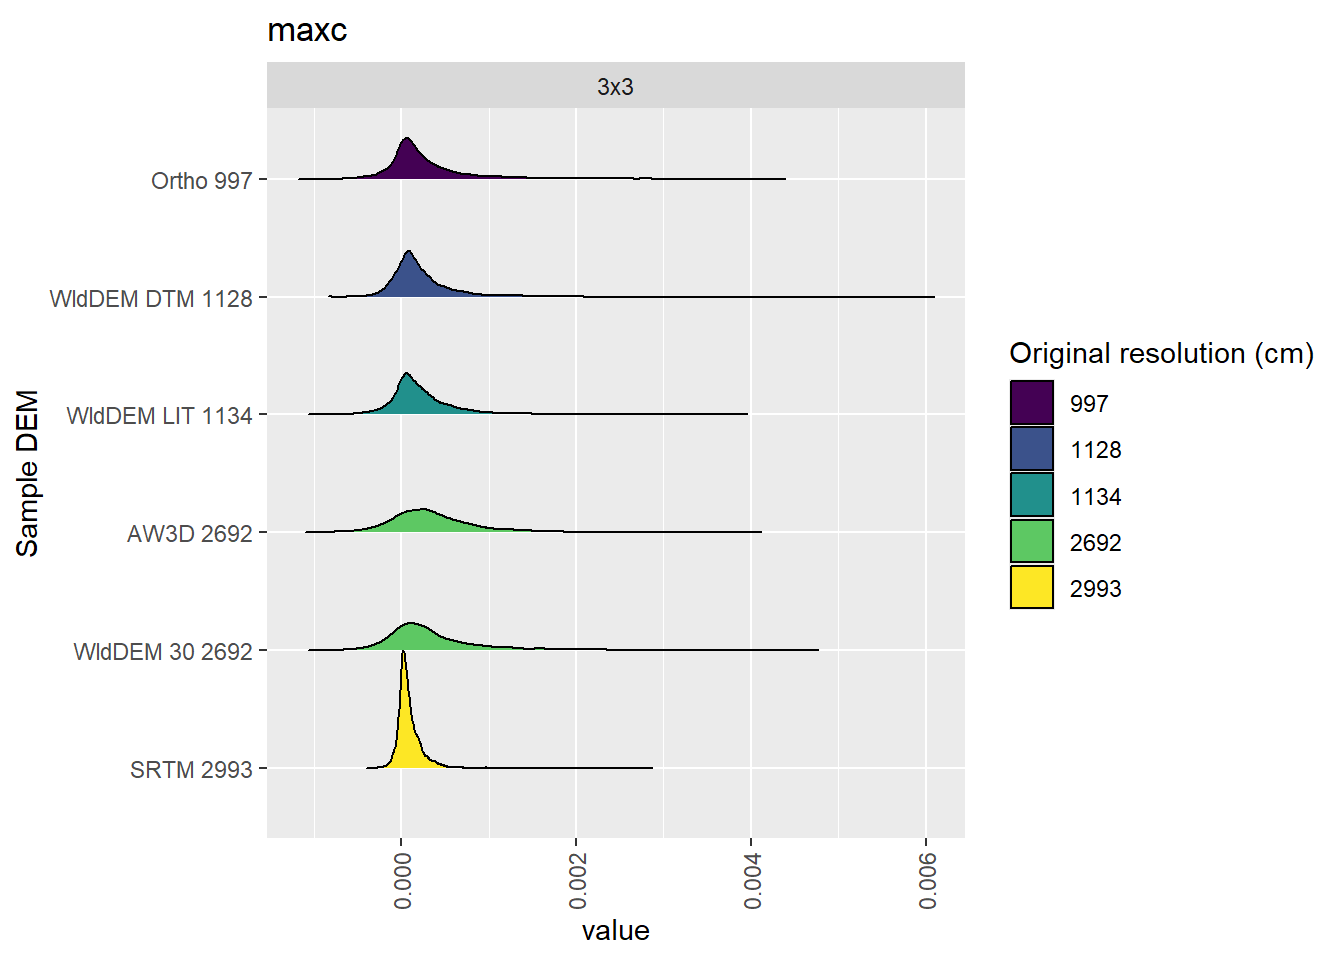 maxc
3x3
Ortho 997
WldDEM DTM 1128
WldDEM LIT 1134
AW3D 2692
WldDEM 30 2692
SRTM 2993
Sample DEM
0.000
0.002
0.004
0.006
value
Original resolution (cm)
997
1128
1134
2692
2993